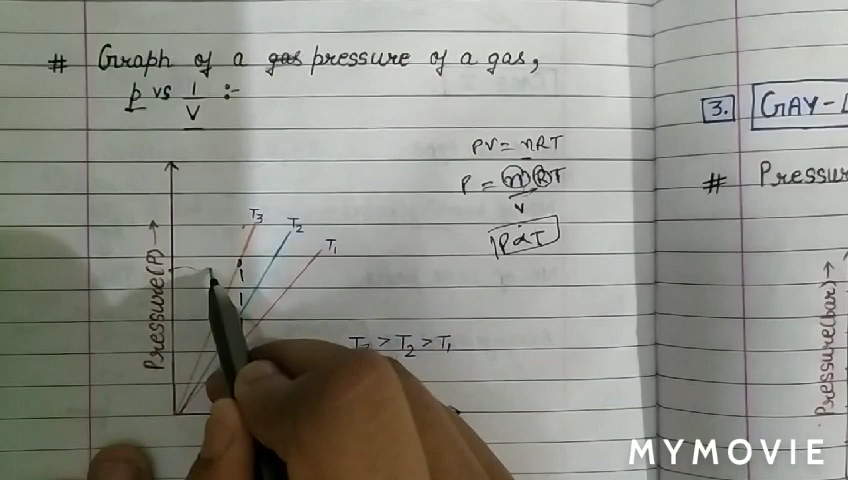 # Graph of a gas pressure of a gas,
p vs 1/V :-
PV = nRT
P = nRT/V
P∝T
T3
T2
T1
Pressure(P)→
> T2 > T1
3. GAY-L
# Pressur
Pressure(bar)→
MYMOVIE